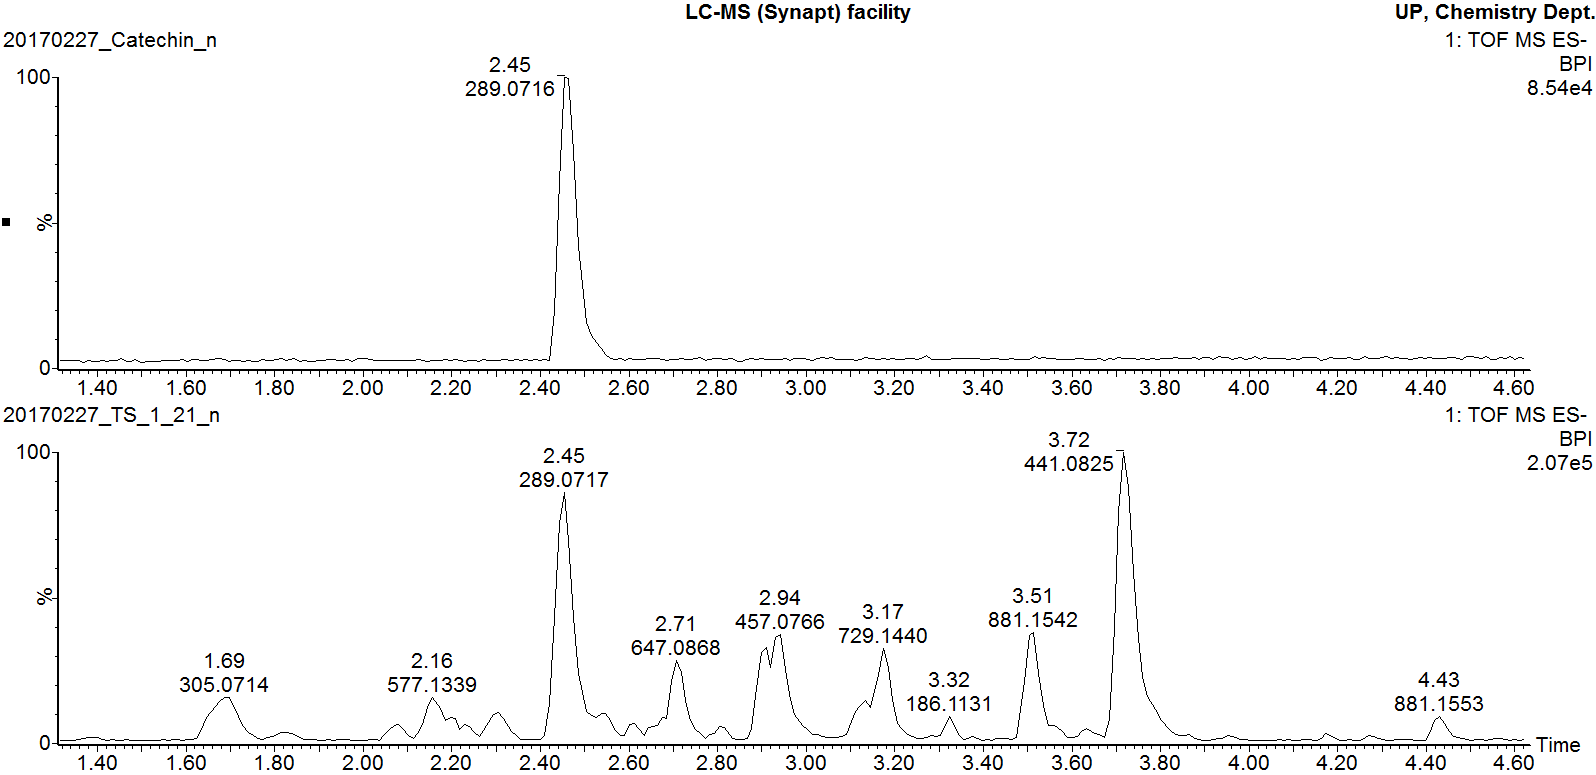 LC-MS (Synapt) facility
UP, Chemistry Dept.
20170227_Catechin_n
1: TOF MS ES-
BPI
8.54e4
100
%
0
2.45
289.0716
1.40 1.60 1.80 2.00 2.20 2.40 2.60 2.80 3.00 3.20 3.40 3.60 3.80 4.00 4.20 4.40 4.60
20170227_TS_1_21_n
1: TOF MS ES-
BPI
2.07e5
100
%
0
1.69
305.0714
2.16
577.1339
2.45
289.0717
2.71
647.0868
2.94
457.0766
3.17
729.1440
3.32
186.1131
3.51
881.1542
3.72
441.0825
4.43
881.1553
Time
1.40 1.60 1.80 2.00 2.20 2.40 2.60 2.80 3.00 3.20 3.40 3.60 3.80 4.00 4.20 4.40 4.60